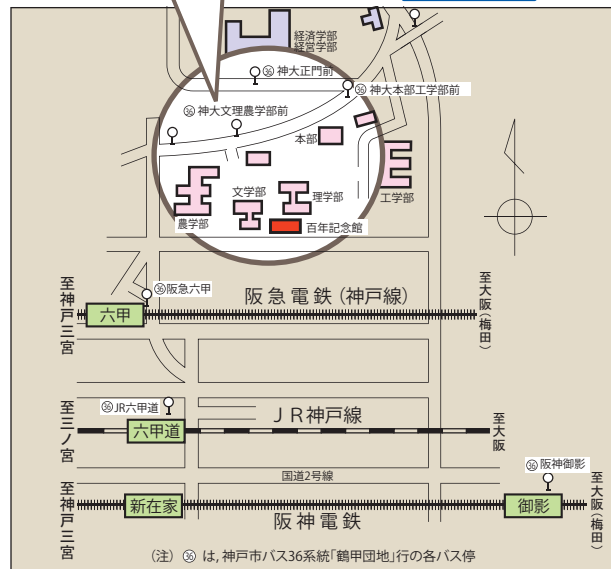 経済学部
経営学部
㊱ 神大正門前
㊱ 神大本部工学部前
㊱ 神大文理農学部前
本部
工学部
文学部
理学部
農学部
百年記念館
㊱阪急六甲
阪急電鉄（神戸線）
至神戸三宮
六甲
至大阪（梅田）
㊱JR六甲道
JR神戸線
至三ノ宮
六甲道
至大阪
国道2号線
㊱ 阪神御影
至神戸三宮
新在家
阪神電鉄
御影
至大阪（梅田）
（注）㊱ は，神戸市バス36系統「鶴甲団地」行の各バス停